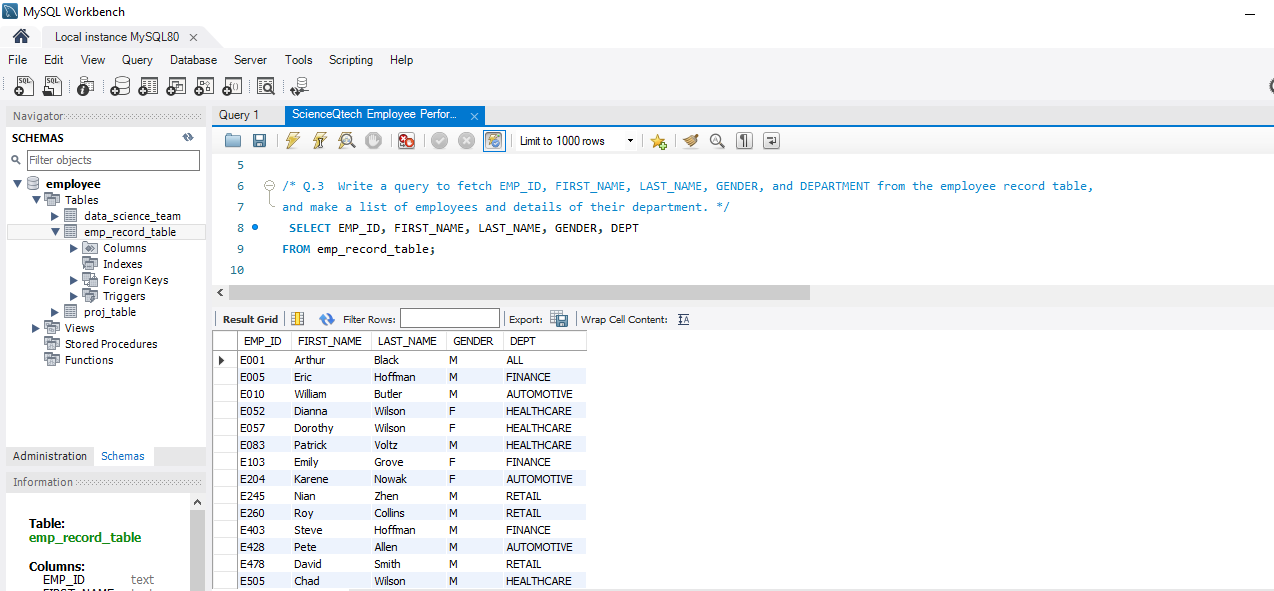 MySQL Workbench
Local instance MySQL80
File Edit View Query Database Server Tools Scripting Help
Navigator
SCHEMAS
Filter objects
employee
Tables
data_science_team
emp_record_table
Columns
Indexes
Foreign Keys
Triggers
proj_table
Views
Stored Procedures
Functions
Administration Schemas
Information
Table:
emp_record_table
Columns:
EMP_ID text
Query 1 ScienceQtech Employee Perfor...
Limit to 1000 rows
5
6 /* Q.3 Write a query to fetch EMP_ID, FIRST_NAME, LAST_NAME, GENDER, and DEPARTMENT from the employee record table,
7 and make a list of employees and details of their department. */
8 SELECT EMP_ID, FIRST_NAME, LAST_NAME, GENDER, DEPT
9 FROM emp_record_table;
10
Result Grid Filter Rows: Export: Wrap Cell Content:
EMP_ID FIRST_NAME LAST_NAME GENDER DEPT
E001 Arthur Black M ALL
E005 Eric Hoffman M FINANCE
E010 William Butler M AUTOMOTIVE
E052 Dianna Wilson F HEALTHCARE
E057 Dorothy Wilson F HEALTHCARE
E083 Patrick Voltz M HEALTHCARE
E103 Emily Grove F FINANCE
E204 Karene Nowak F AUTOMOTIVE
E245 Nian Zhen M RETAIL
E260 Roy Collins M RETAIL
E403 Steve Hoffman M FINANCE
E428 Pete Allen M AUTOMOTIVE
E478 David Smith M RETAIL
E505 Chad Wilson M HEALTHCARE